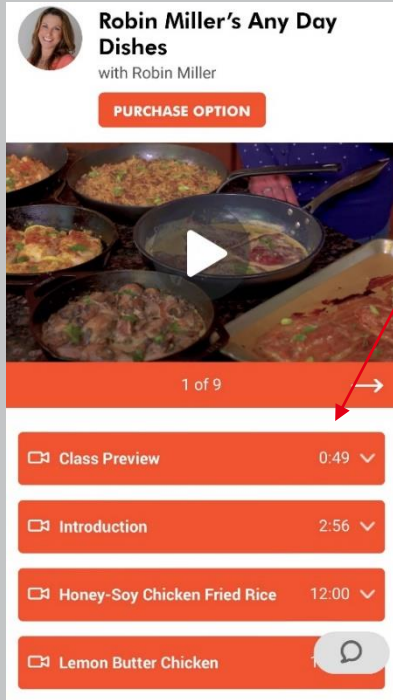 Robin Miller's Any Day
Dishes
with Robin Miller
PURCHASE OPTION
1 of 9
Class Preview 0:49
Introduction 2:56
Honey-Soy Chicken Fried Rice 12:00
Lemon Butter Chicken